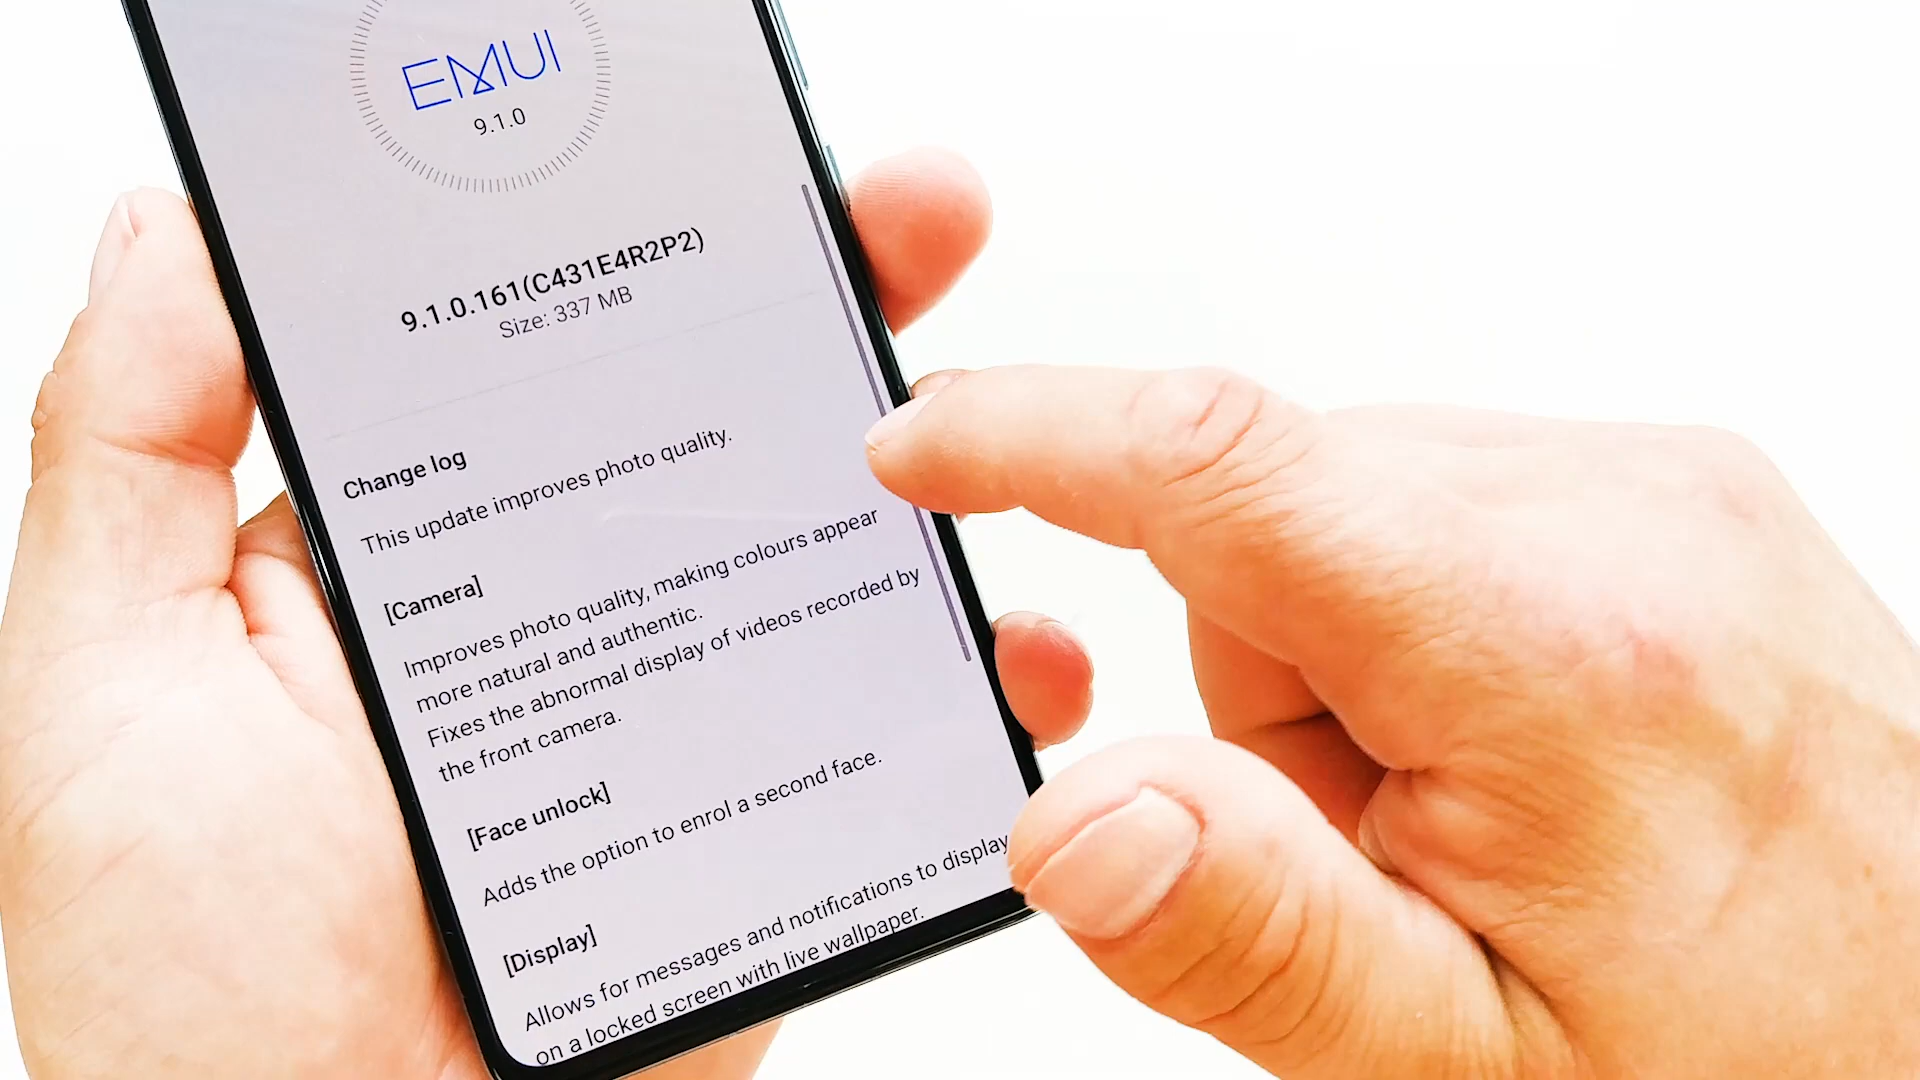 EMUI
9.1.0
9.1.0.161(C431E4R2P2)
Size: 337 MB
Change log
This update improves photo quality.
[Camera]
Improves photo quality, making colours appear
more natural and authentic.
Fixes the abnormal display of videos recorded by
the front camera.
[Face unlock]
Adds the option to enrol a second face.
[Display]
Allows for messages and notifications to display
on a locked screen with live wallpaper.